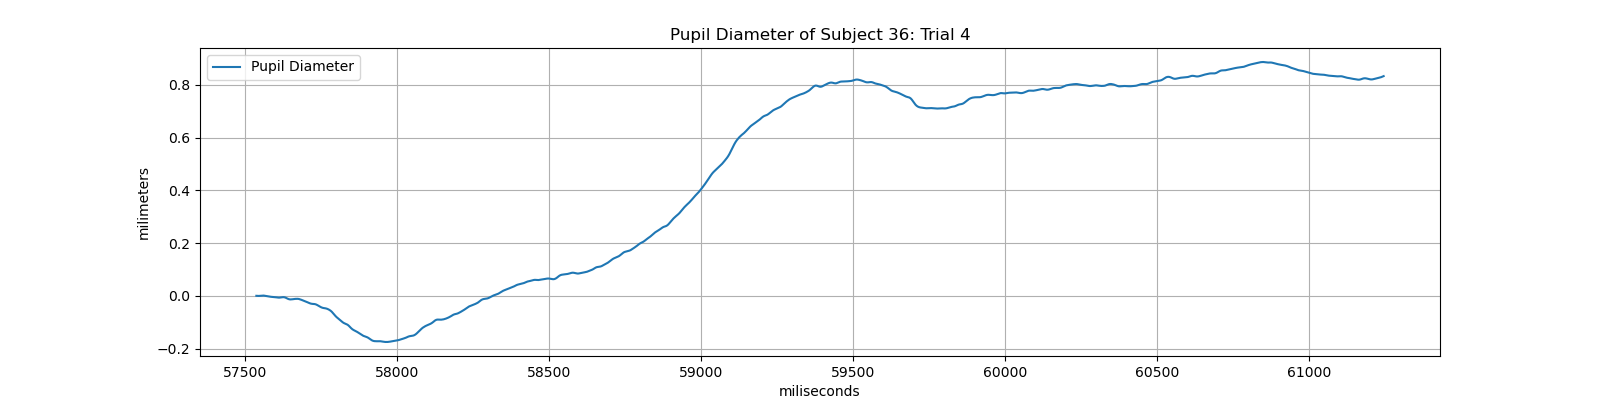 Pupil Diameter of Subject 36: Trial 4
Pupil Diameter
milimeters
0.8
0.6
0.4
0.2
0.0
−0.2
57500 58000 58500 59000 59500 60000 60500 61000
miliseconds